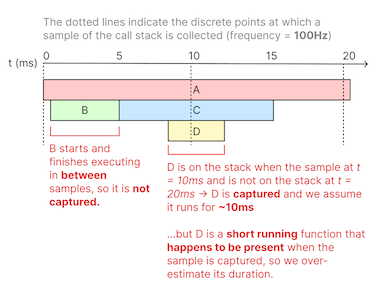 The dotted lines indicate the discrete points at which a
sample of the call stack is collected (frequency = 100Hz)
t (ms)
0
5
10
15
20
A
B
C
D
B starts and
finishes executing
in between
samples, so it is not
captured.
D is on the stack when the sample at t
= 10ms and is not on the stack at t =
20ms → D is captured and we assume
it runs for ~10ms
...but D is a short running function that
happens to be present when the
sample is captured, so we over-
estimate its duration.